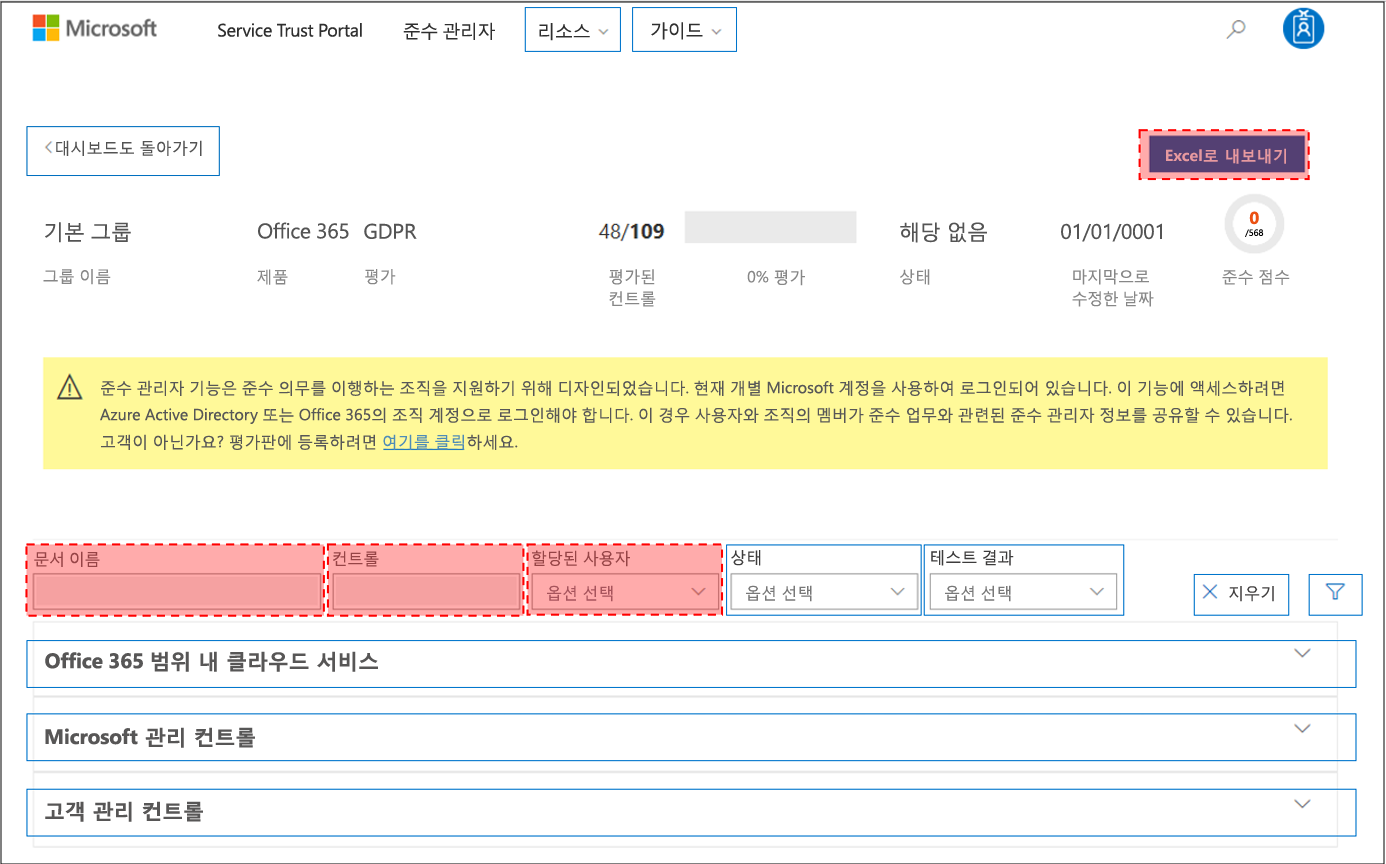 Microsoft Service Trust Portal 준수 관리자 리소스 가이드
대시보드도 돌아가기
Excel로 내보내기
기본 그룹 Office 365 GDPR 48/109 해당 없음 01/01/0001 0
/568
그룹 이름 제품 평가 평가된 0% 평가 상태 마지막으로 준수 점수
컨트롤 수정한 날짜
준수 관리자 기능은 준수 의무를 이행하는 조직을 지원하기 위해 디자인되었습니다. 현재 개별 Microsoft 계정을 사용하여 로그인되어 있습니다. 이 기능에 액세스하려면
Azure Active Directory 또는 Office 365의 조직 계정으로 로그인해야 합니다. 이 경우 사용자와 조직의 멤버가 준수 업무와 관련된 준수 관리자 정보를 공유할 수 있습니다.
고객이 아닌가요? 평가판에 등록하려면 여기를 클릭하세요.
문서 이름 컨트롤 할당된 사용자 상태 테스트 결과
옵션 선택 옵션 선택 옵션 선택 지우기
Office 365 범위 내 클라우드 서비스
Microsoft 관리 컨트롤
고객 관리 컨트롤